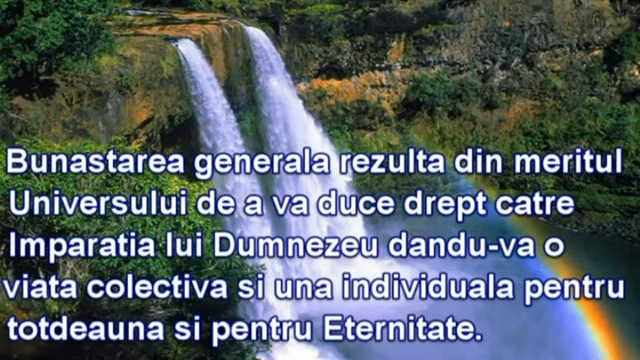 Bunastarea generala rezulta din meritul
Universului de a va duce drept catre
Imparatia lui Dumnezeu dandu-va o
viata colectiva si una individuala pentru
totdeauna si pentru Eternitate.